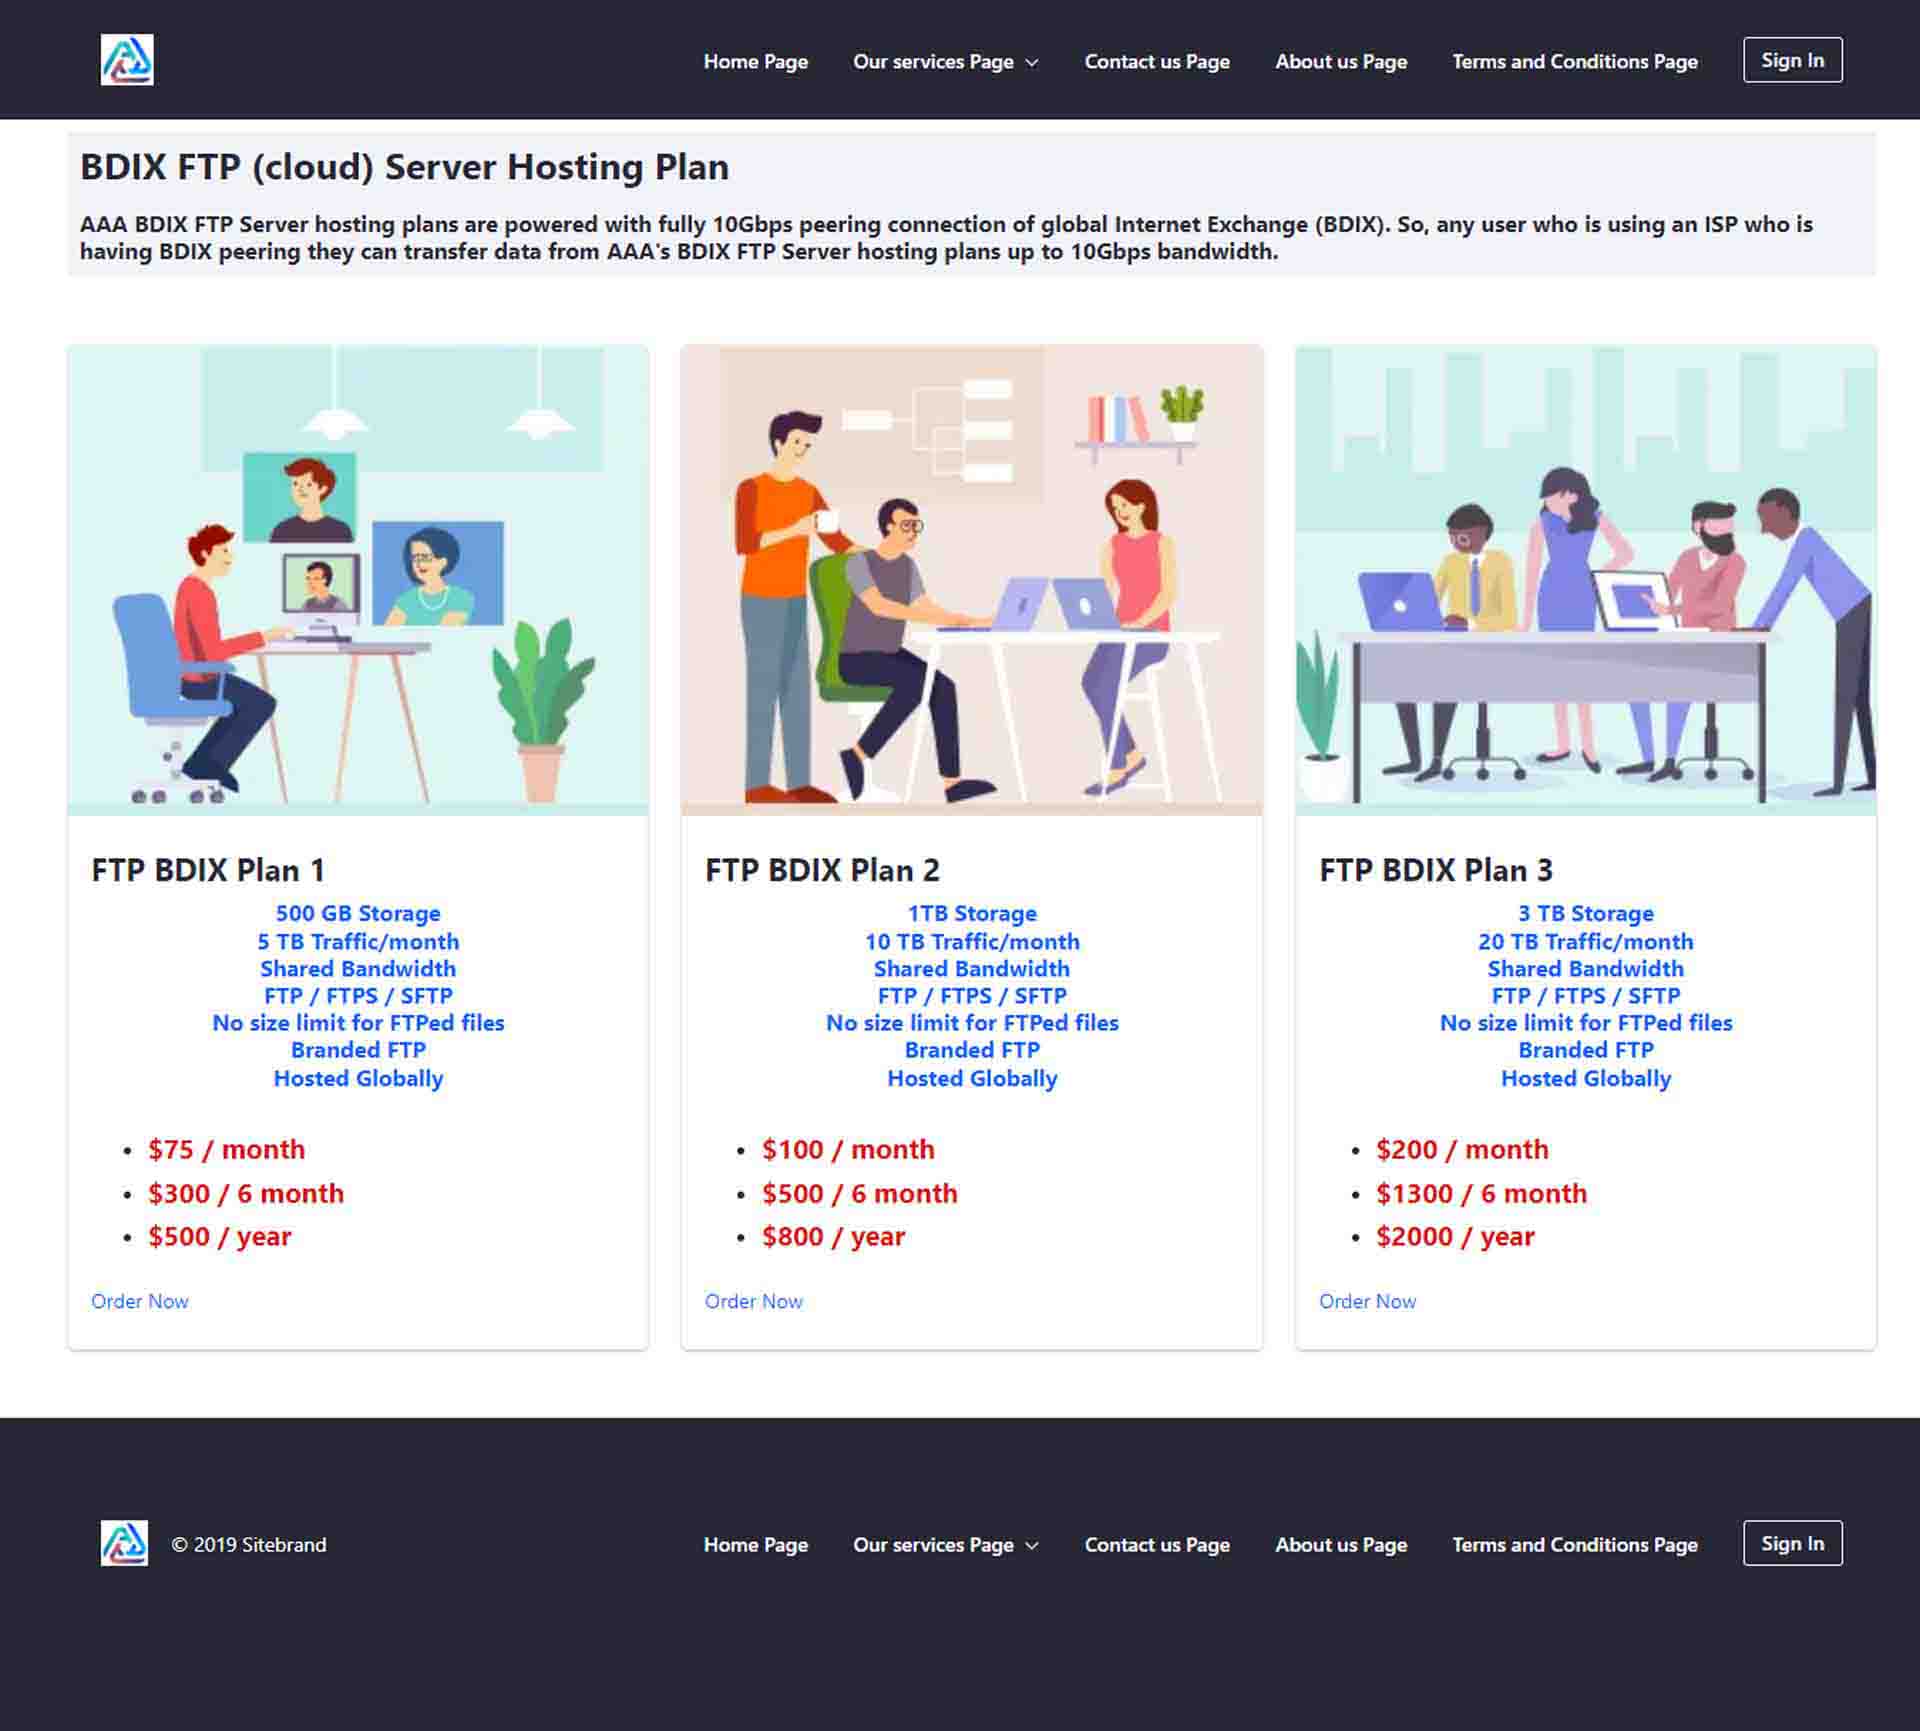 Home Page
Our services Page
Contact us Page
About us Page
Terms and Conditions Page
Sign In
BDIX FTP (cloud) Server Hosting Plan
AAA BDIX FTP Server hosting plans are powered with fully 10Gbps peering connection of global Internet Exchange (BDIX). So, any user who is using an ISP who is
having BDIX peering they can transfer data from AAA's BDIX FTP Server hosting plans up to 10Gbps bandwidth.
FTP BDIX Plan 1
500 GB Storage
5 TB Traffic/month
Shared Bandwidth
FTP / FTPS / SFTP
No size limit for FTPed files
Branded FTP
Hosted Globally
$75 / month
$300 / 6 month
$500 / year
Order Now
FTP BDIX Plan 2
1TB Storage
10 TB Traffic/month
Shared Bandwidth
FTP / FTPS / SFTP
No size limit for FTPed files
Branded FTP
Hosted Globally
$100 / month
$500 / 6 month
$800 / year
Order Now
FTP BDIX Plan 3
3 TB Storage
20 TB Traffic/month
Shared Bandwidth
FTP / FTPS / SFTP
No size limit for FTPed files
Branded FTP
Hosted Globally
$200 / month
$1300 / 6 month
$2000 / year
Order Now
© 2019 Sitebrand
Home Page
Our services Page
Contact us Page
About us Page
Terms and Conditions Page
Sign In